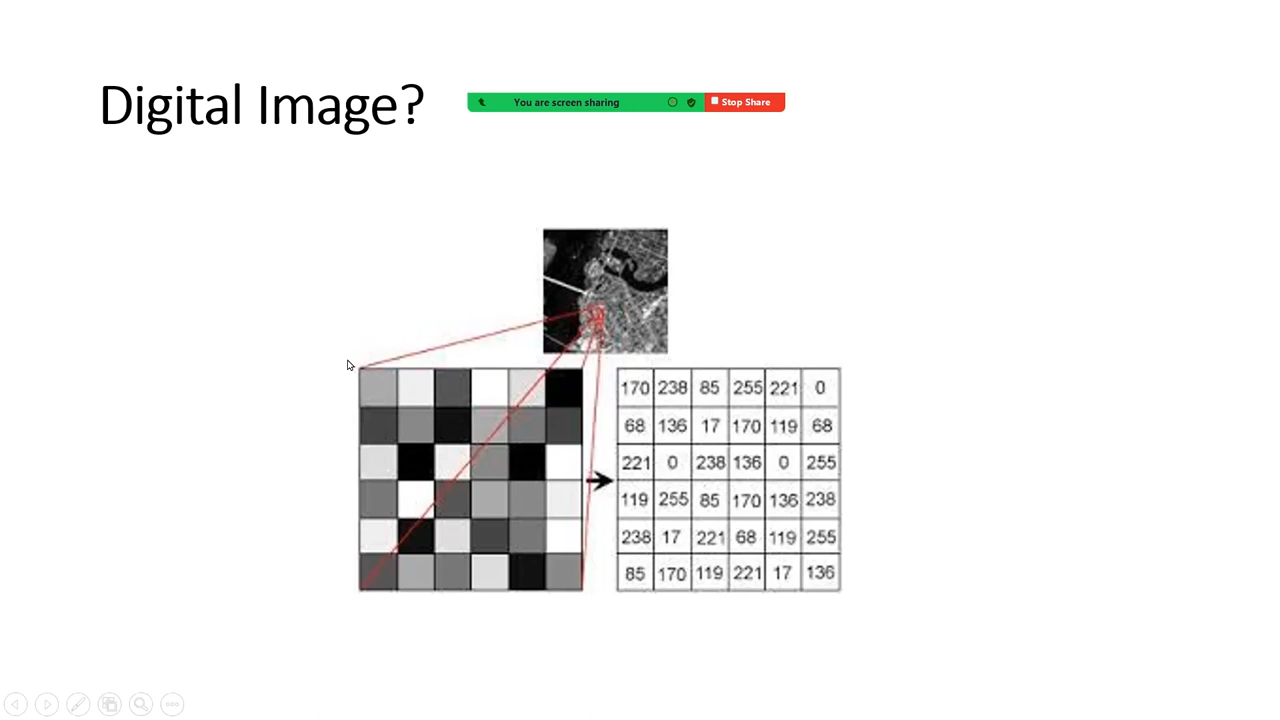 Digital Image?
You are screen sharing
Stop Share
170 238 85 255 221 0
68 136 17 170 119 68
221 0 238 136 0 255
119 255 85 170 136 238
238 17 221 68 119 255
85 170 119 221 17 136